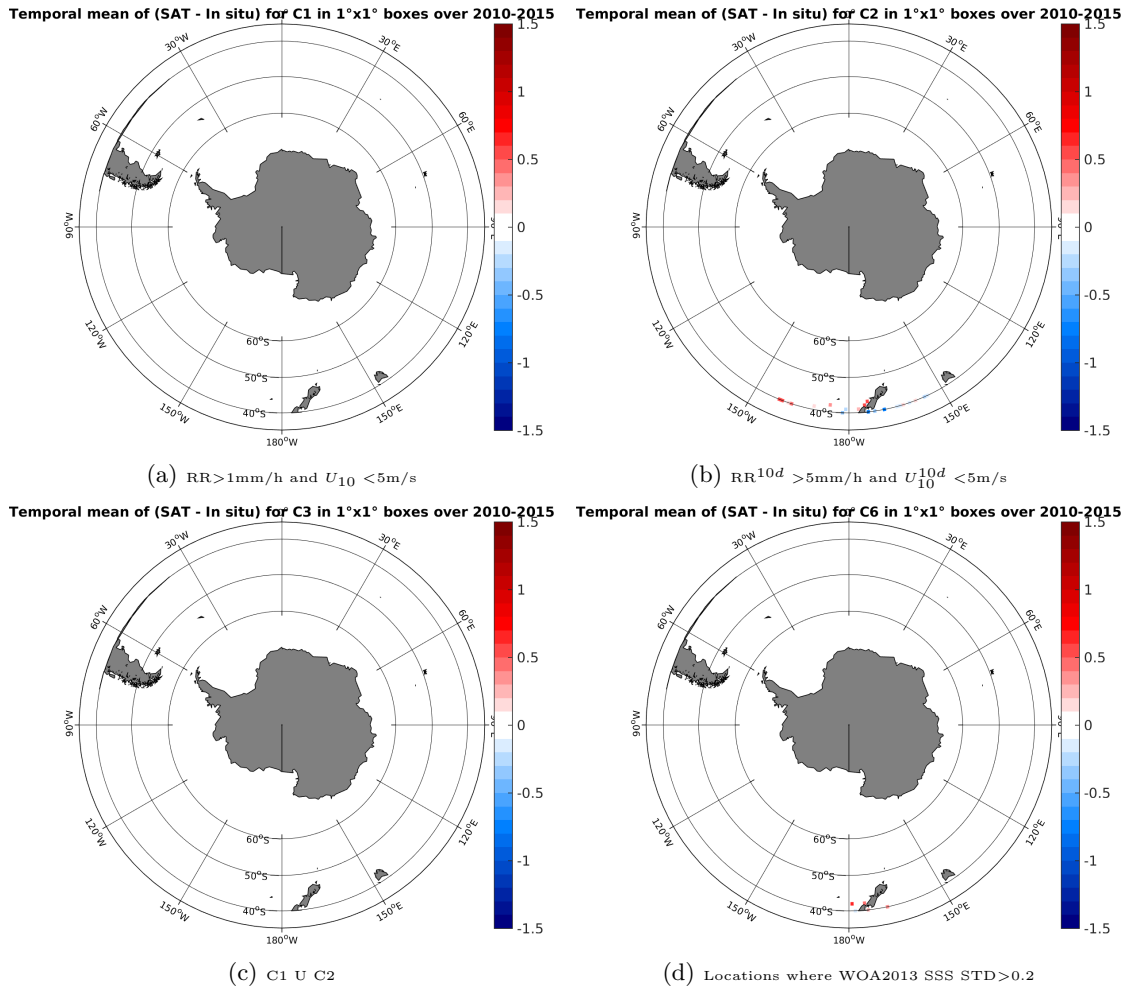 Temporal mean of (SAT - In situ) for C1 in 1°x1° boxes over 2010-2015
0°
30°W
30°E
60°W
60°E
90°W
120°W
120°E
150°W
150°E
180°W
60°S
50°S
40°S
1.5
1
0.5
0
-0.5
-1
-1.5
(a) RR>1mm/h and U10 <5m/s
Temporal mean of (SAT - In situ) for C2 in 1°x1° boxes over 2010-2015
30°W
30°E
60°W
60°E
90°W
120°W
120°E
150°W
150°E
180°W
60°S
50°S
40°S
1.5
1
0.5
0
-0.5
-1
-1.5
(b) RR^10d >5mm/h and U10^10d <5m/s
Temporal mean of (SAT - In situ) for C3 in 1°x1° boxes over 2010-2015
30°W
30°E
60°W
60°E
90°W
120°W
120°E
150°W
150°E
180°W
60°S
50°S
40°S
1.5
1
0.5
0
-0.5
-1
-1.5
(c) C1 U C2
Temporal mean of (SAT - In situ) for C6 in 1°x1° boxes over 2010-2015
30°W
30°E
60°W
60°E
90°W
120°W
120°E
150°W
150°E
180°W
60°S
50°S
40°S
1.5
1
0.5
0
-0.5
-1
-1.5
(d) Locations where WOA2013 SSS STD>0.2